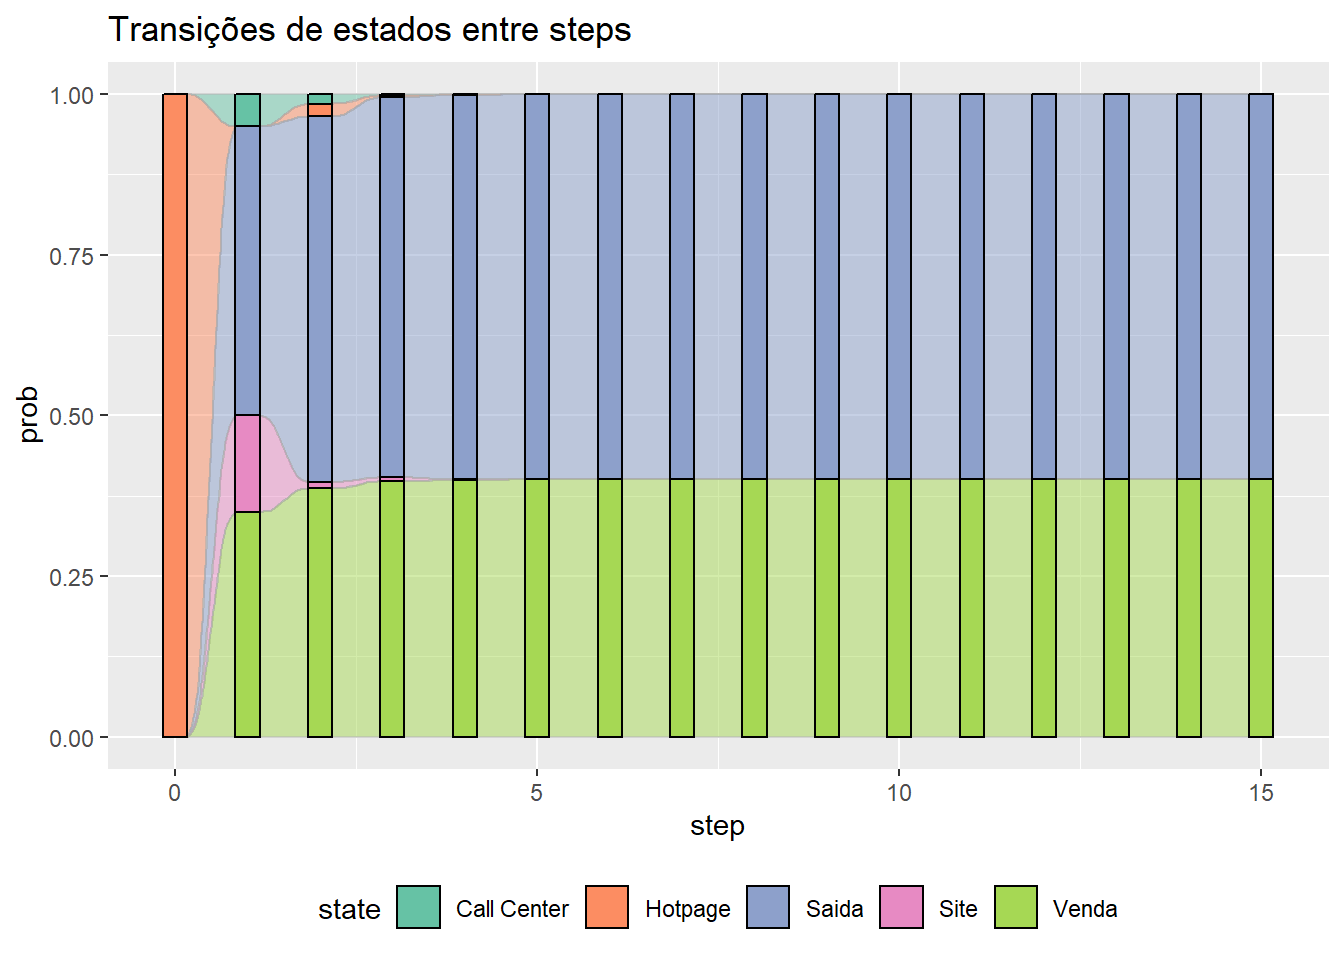 Transições de estados entre steps
1.00
0.75
0.50
0.25
0.00
prob
0 5 10 15
step
state Call Center Hotpage Saida Site Venda